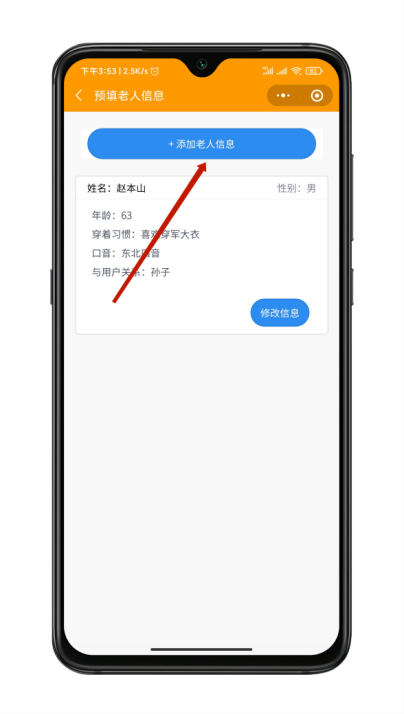 下午3:53 | 2.5K/s
预填老人信息
+ 添加老人信息
姓名：赵本山 性别：男
年龄：63
穿着习惯：喜欢穿军大衣
口音：东北口音
与用户关系：孙子
修改信息